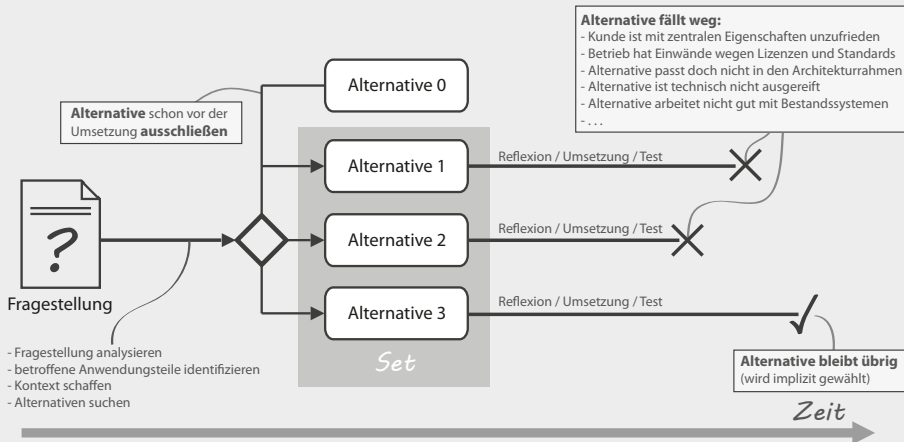 Alternative fällt weg:
- Kunde ist mit zentralen Eigenschaften unzufrieden
- Betrieb hat Einwände wegen Lizenzen und Standards
- Alternative passt doch nicht in den Architekturrahmen
- Alternative ist technisch nicht ausgereift
- Alternative arbeitet nicht gut mit Bestandssystemen
- . . .
Alternative 0
Alternative schon vor der
Umsetzung ausschließen
Alternative 1
Reflexion / Umsetzung / Test
?
Alternative 2
Reflexion / Umsetzung / Test
Fragestellung
Alternative 3
Reflexion / Umsetzung / Test
Set
- Fragestellung analysieren
- betroffene Anwendungsteile identifizieren
- Kontext schaffen
- Alternativen suchen
Alternative bleibt übrig
(wird implizit gewählt)
Zeit